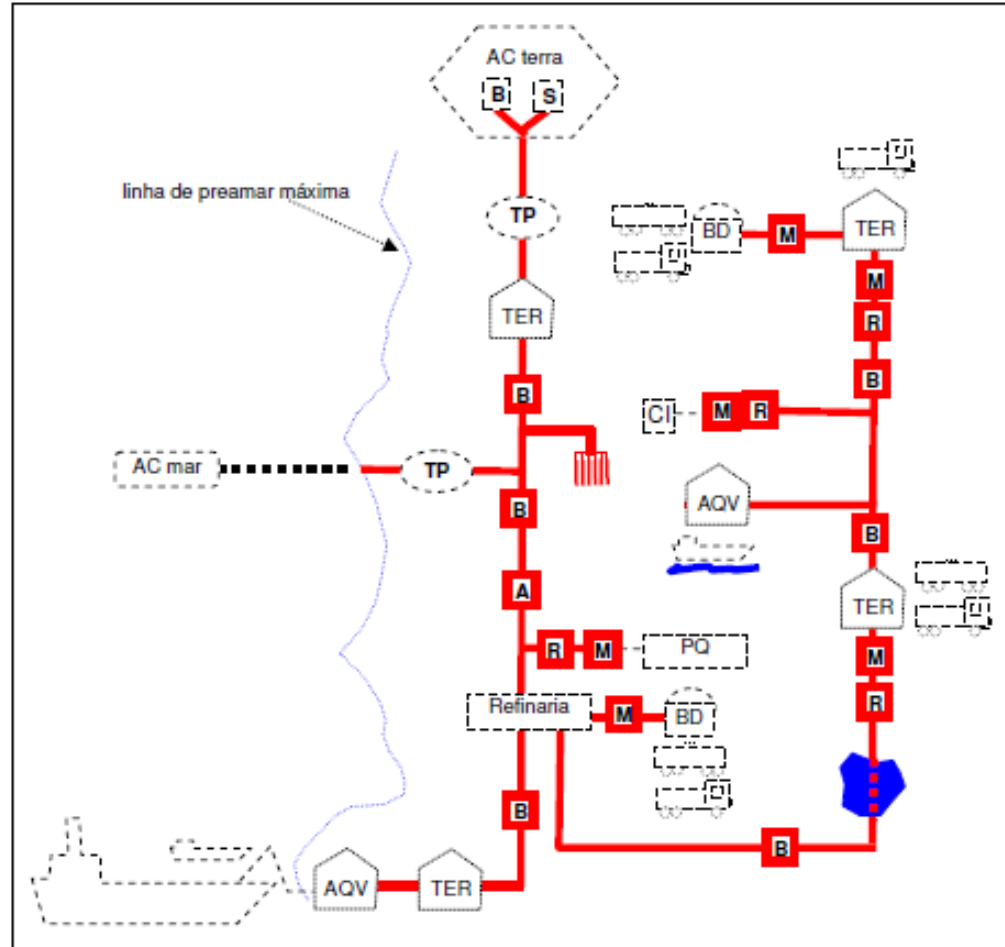 AC terra
B S
linha de preamar máxima
TP
TER
BD M TER
M
R
B
B
CI M R
AC mar
TP
AQV
B
B
A
TER
R M PQ
M
R
Refinaria
M BD
B
B
AQV TER